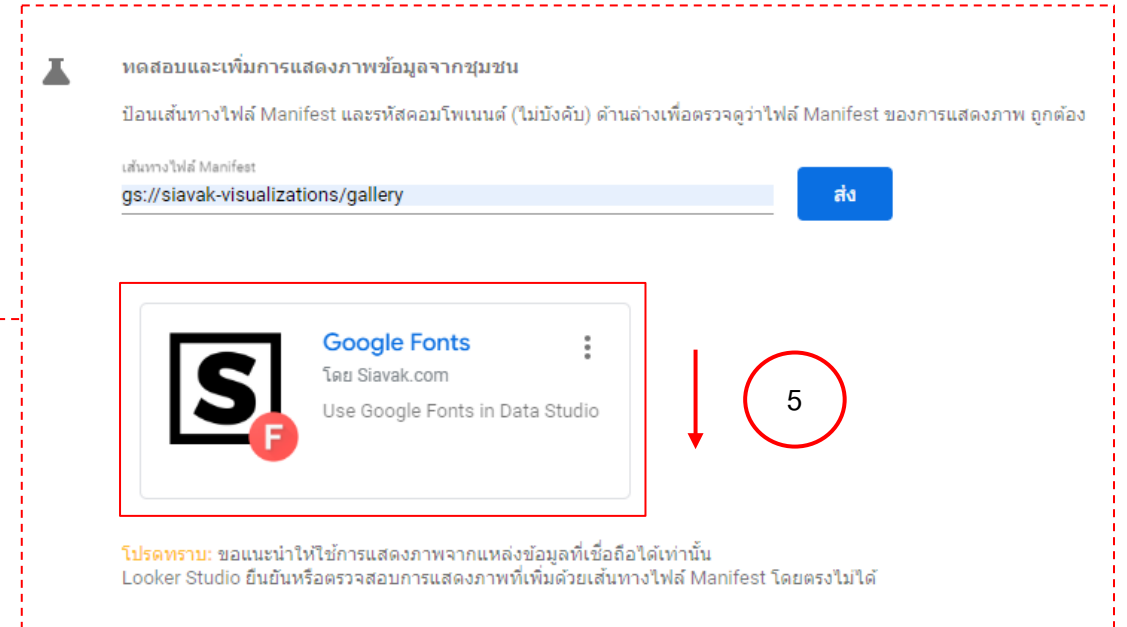 ทดสอบและเพิ่มการแสดงภาพข้อมูลจากชุมชน
ป้อนเส้นทางไฟล์ Manifest และรหัสคอมโพเนนต์ (ไม่บังคับ) ด้านล่างเพื่อตรวจดูว่าไฟล์ Manifest ของการแสดงภาพ ถูกต้อง
เส้นทางไฟล์ Manifest
gs://siavak-visualizations/gallery
ส่ง
S
F
Google Fonts
โดย Siavak.com
Use Google Fonts in Data Studio
5
โปรดทราบ: ขอแนะนำให้ใช้การแสดงภาพจากแหล่งข้อมูลที่เชื่อถือได้เท่านั้น
Looker Studio ยืนยันหรือตรวจสอบการแสดงภาพที่เพิ่มด้วยเส้นทางไฟล์ Manifest โดยตรงไม่ได้